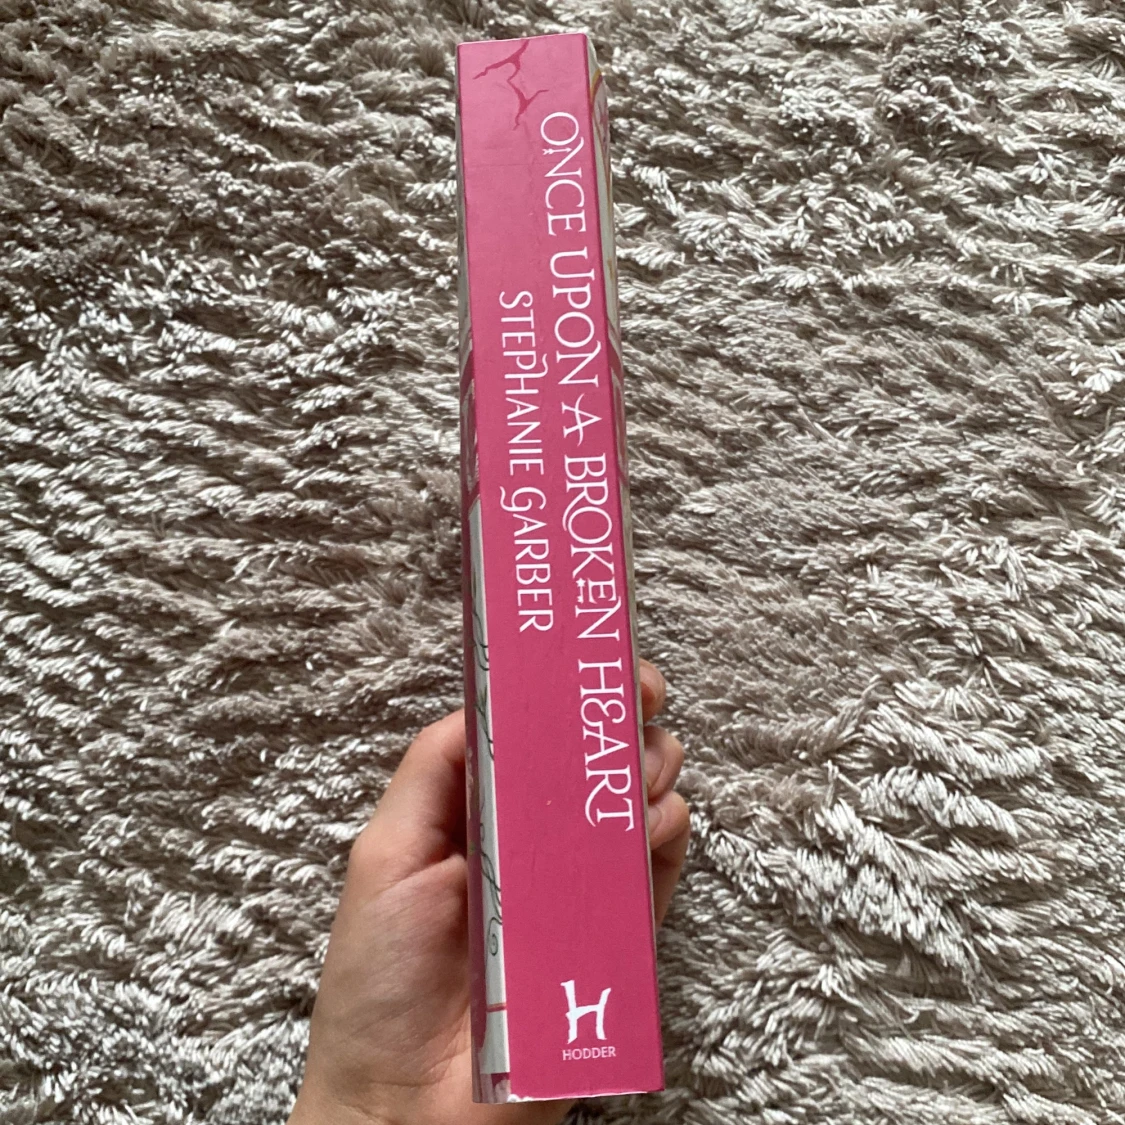 ONCE UPON A BROKEN HEART
STEPHANIE GARBER
H
HODDER